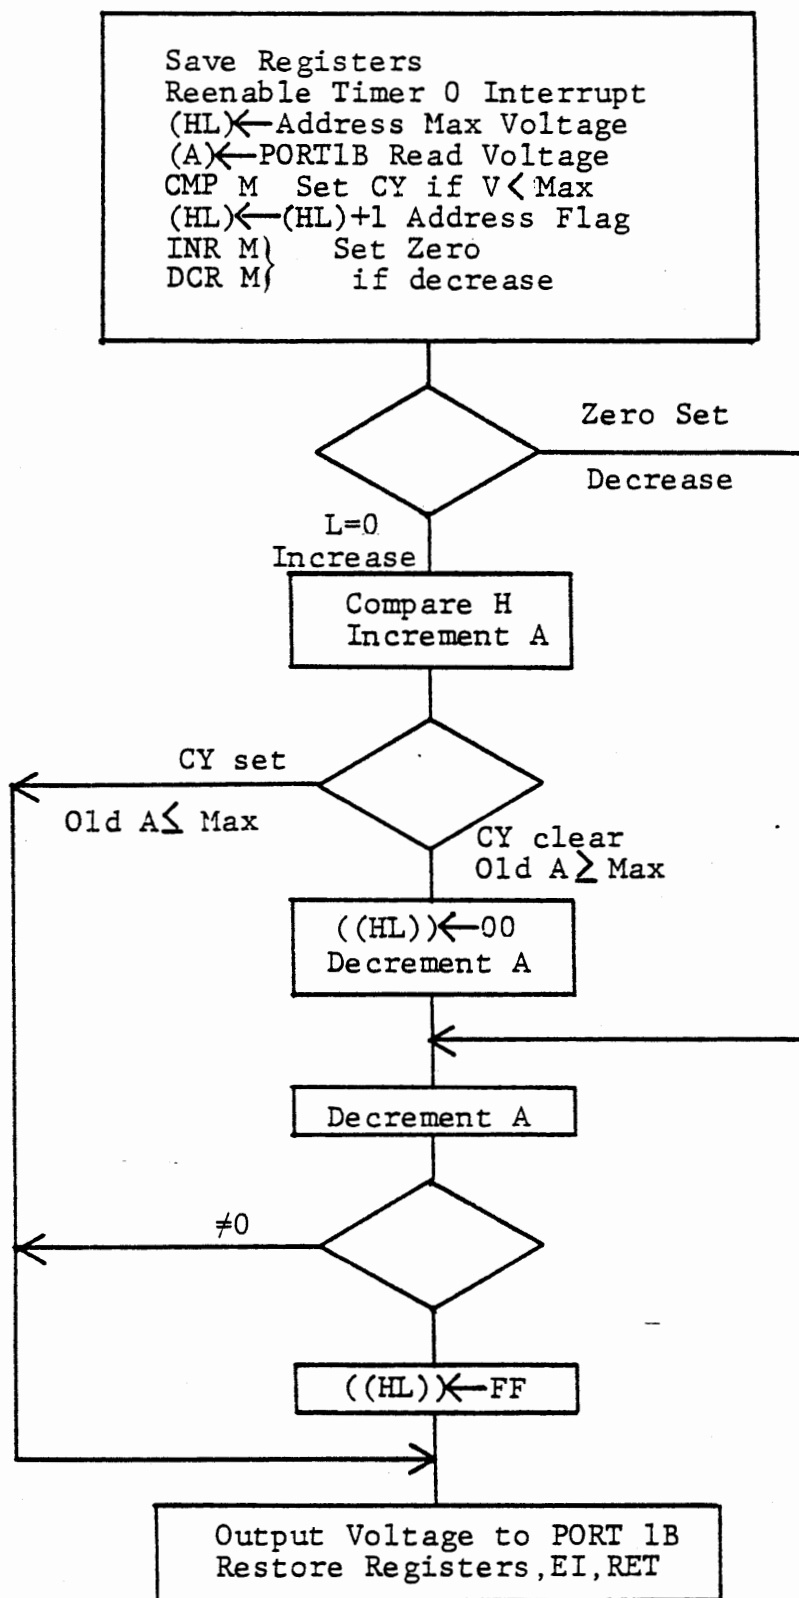 Save Registers
Reenable Timer 0 Interrupt
(HL)←Address Max Voltage
(A)←PORT1B Read Voltage
CMP M Set CY if V< Max
(HL)←(HL)+1 Address Flag
INR M} Set Zero
DCR M} if decrease
Zero Set
Decrease
L=0
Increase
Compare H
Increment A
CY set
Old A≤ Max
CY clear
Old A≥ Max
((HL))←00
Decrement A
Decrement A
≠0
((HL))←FF
Output Voltage to PORT 1B
Restore Registers,EI,RET